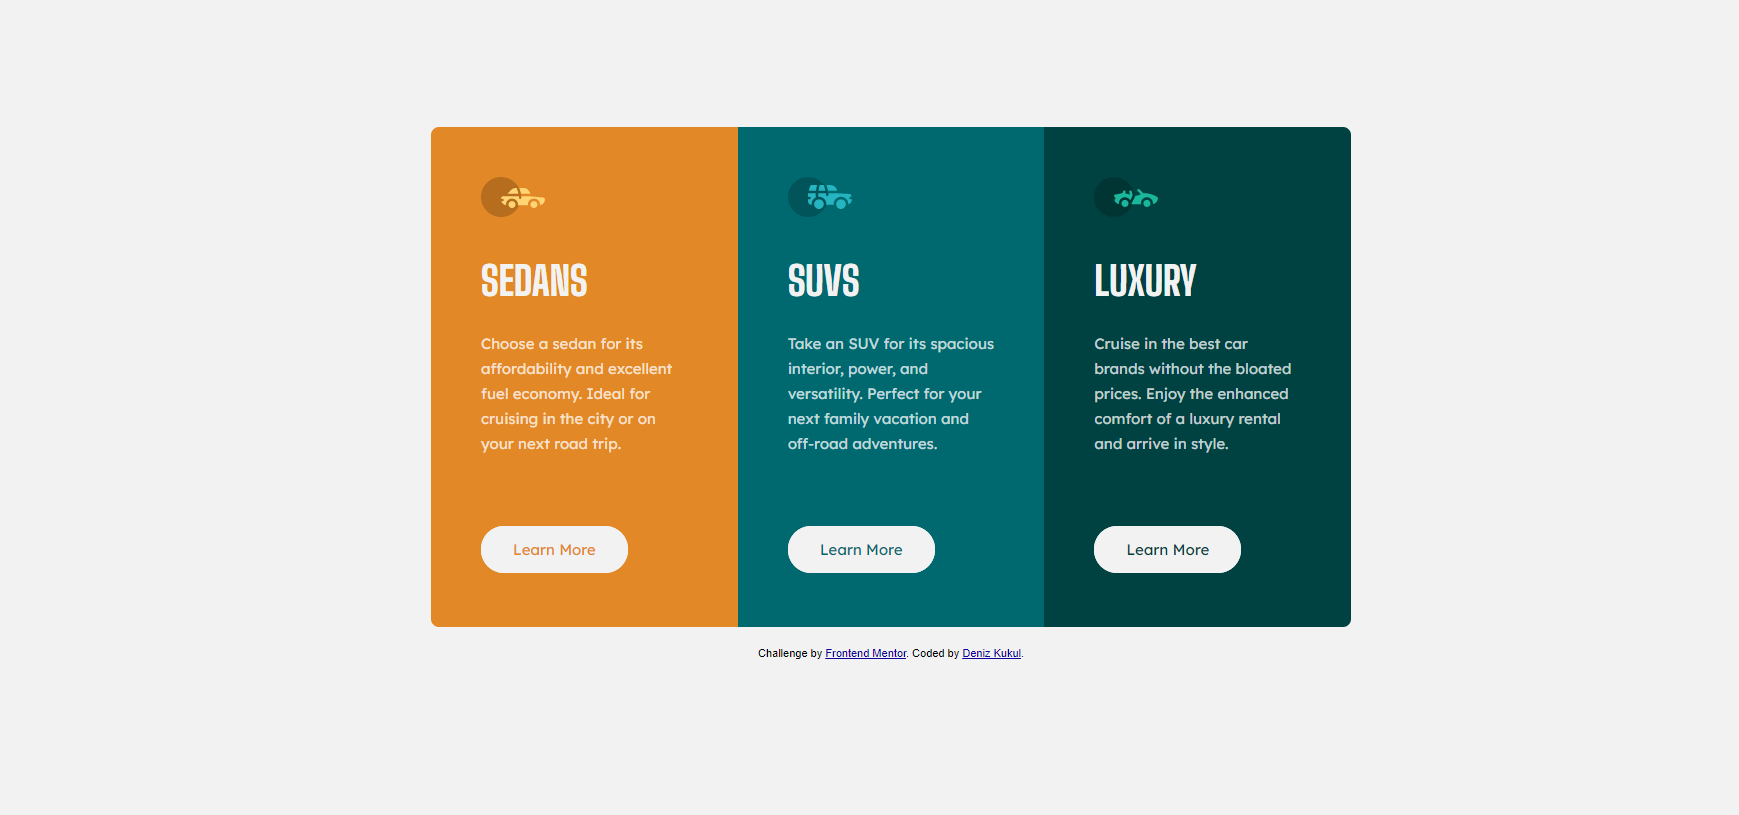 SEDANS
Choose a sedan for its
affordability and excellent
fuel economy. Ideal for
cruising in the city or on
your next road trip.
Learn More
SUVS
Take an SUV for its spacious
interior, power, and
versatility. Perfect for your
next family vacation and
off-road adventures.
Learn More
LUXURY
Cruise in the best car
brands without the bloated
prices. Enjoy the enhanced
comfort of a luxury rental
and arrive in style.
Learn More
Challenge by Frontend Mentor. Coded by Deniz Kukul.